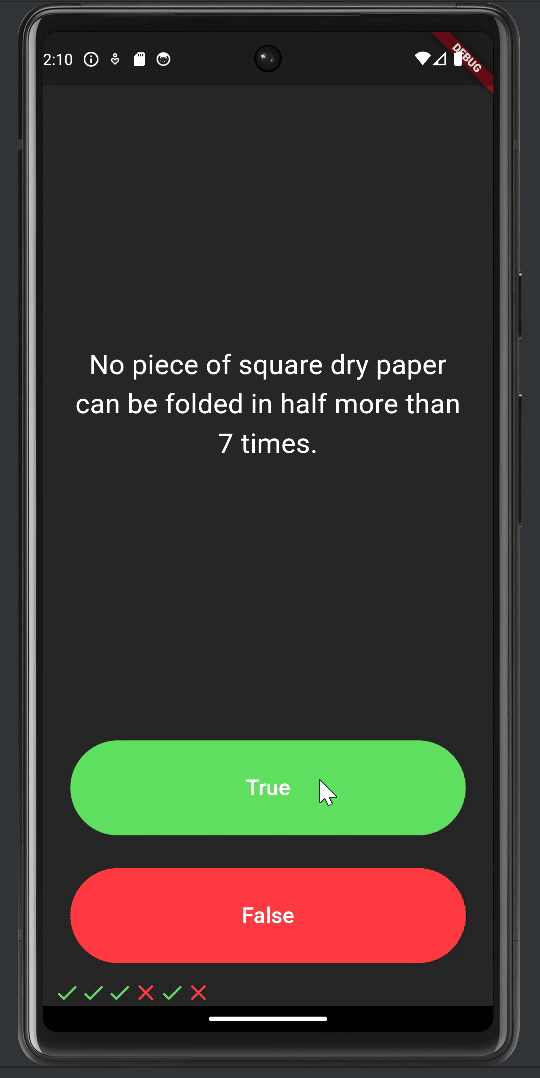 2:10
DEBUG
No piece of square dry paper
can be folded in half more than
7 times.
True
False